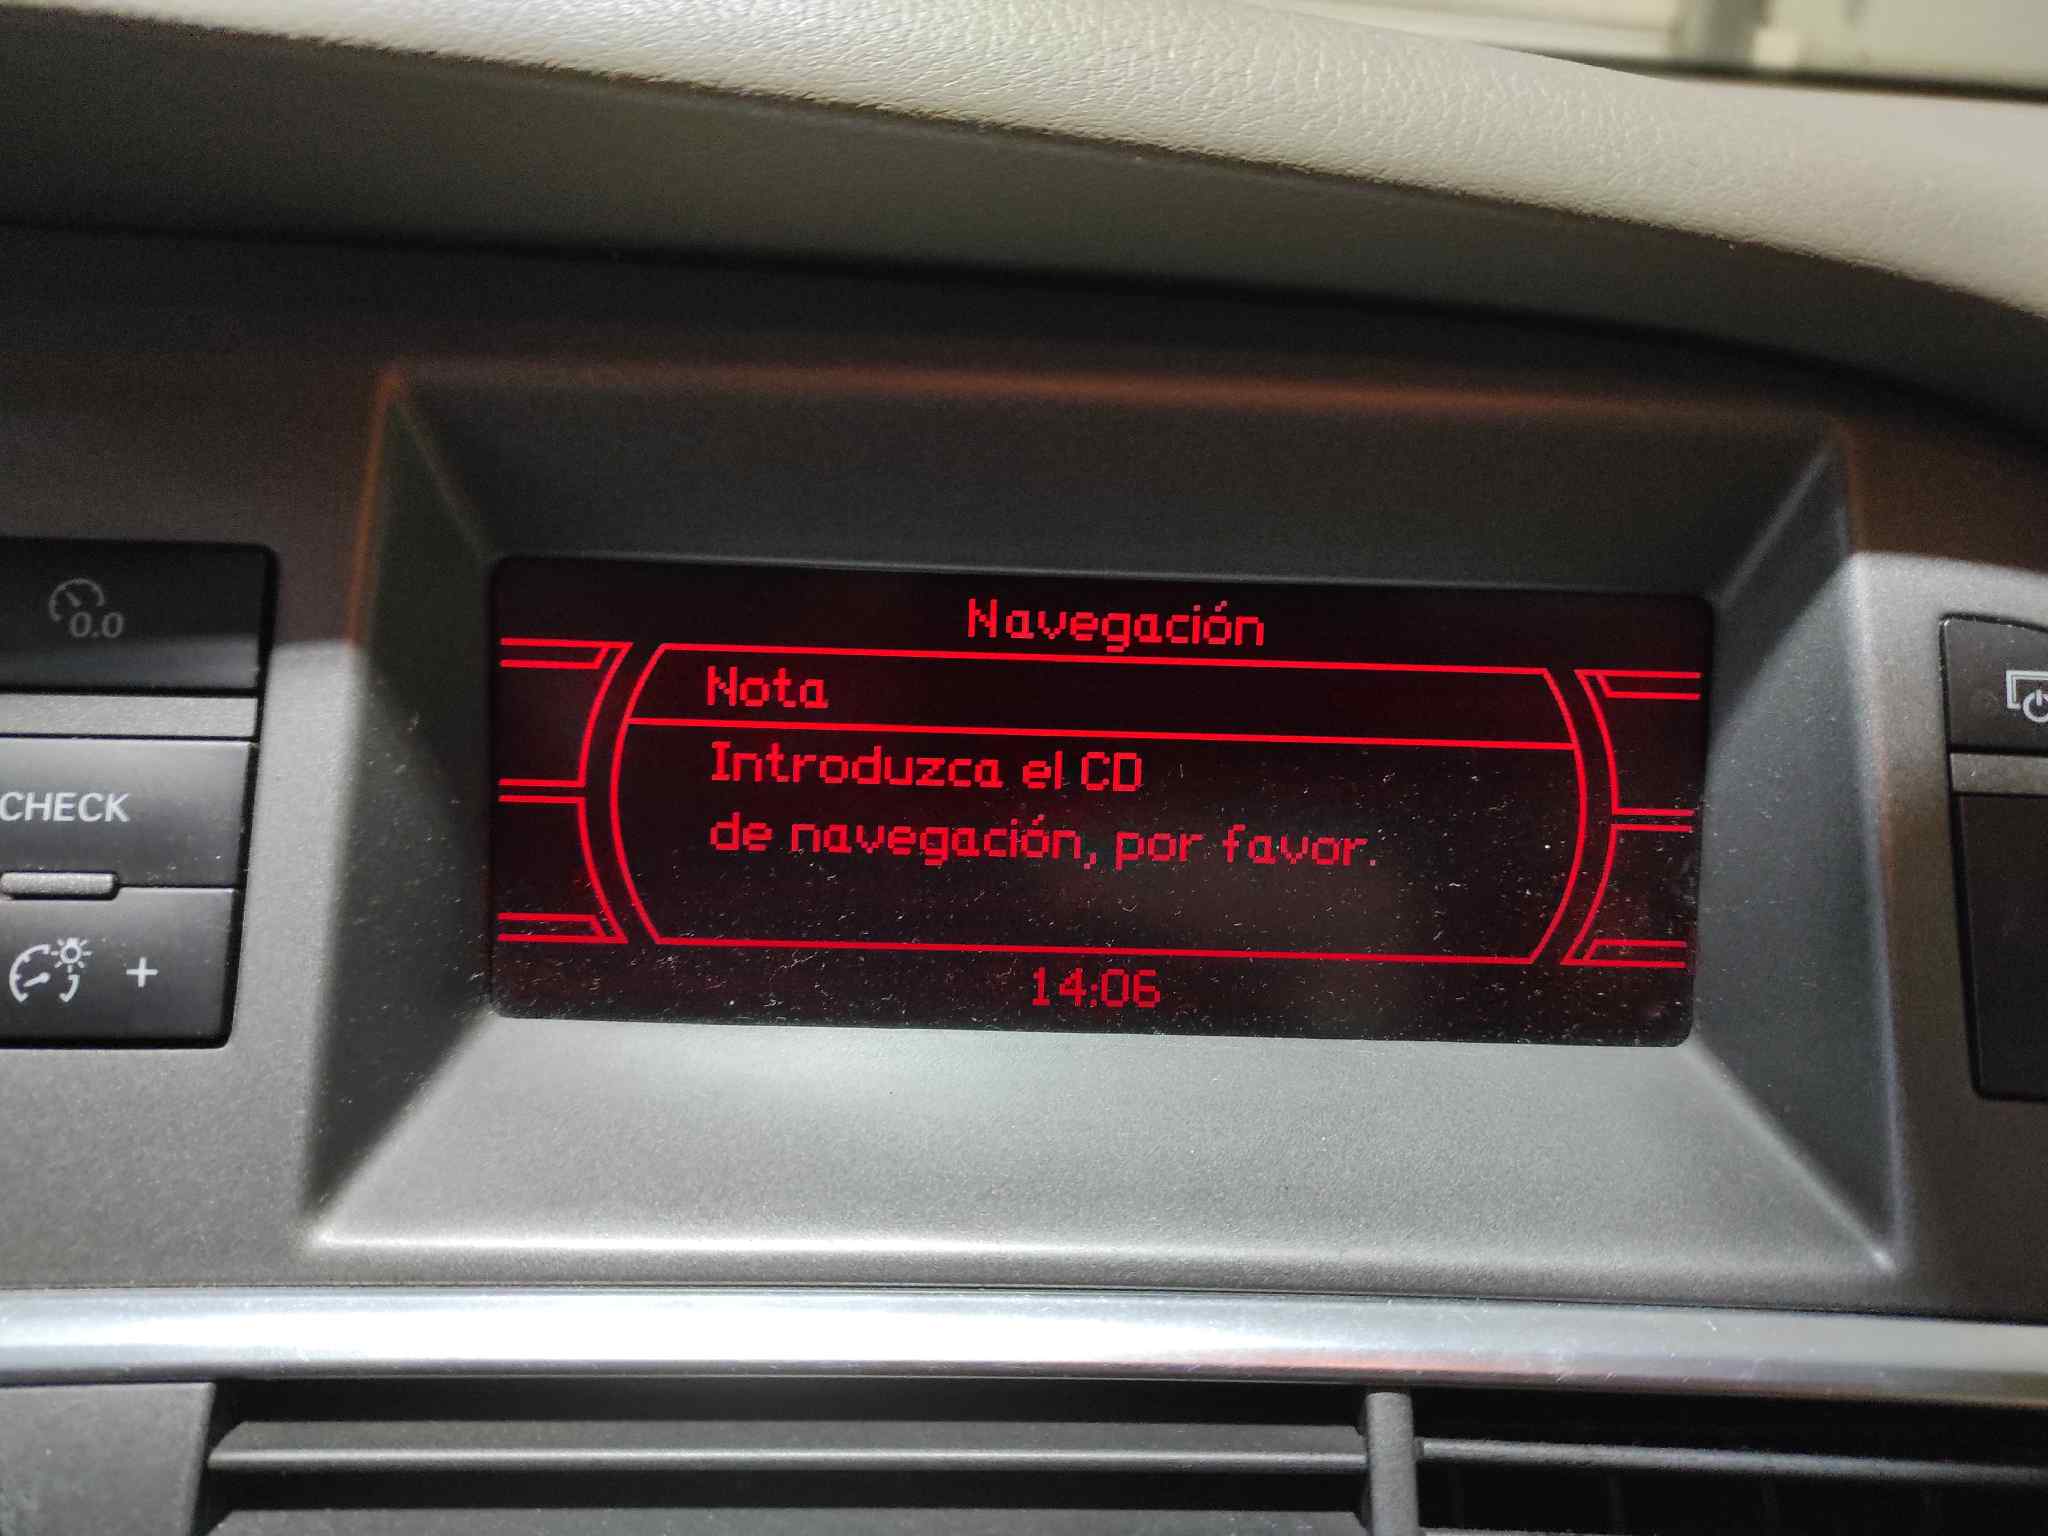 Navegación
Nota
Introduzca el CD
de navegación, por favor.
14:06
0.0
CHECK
+